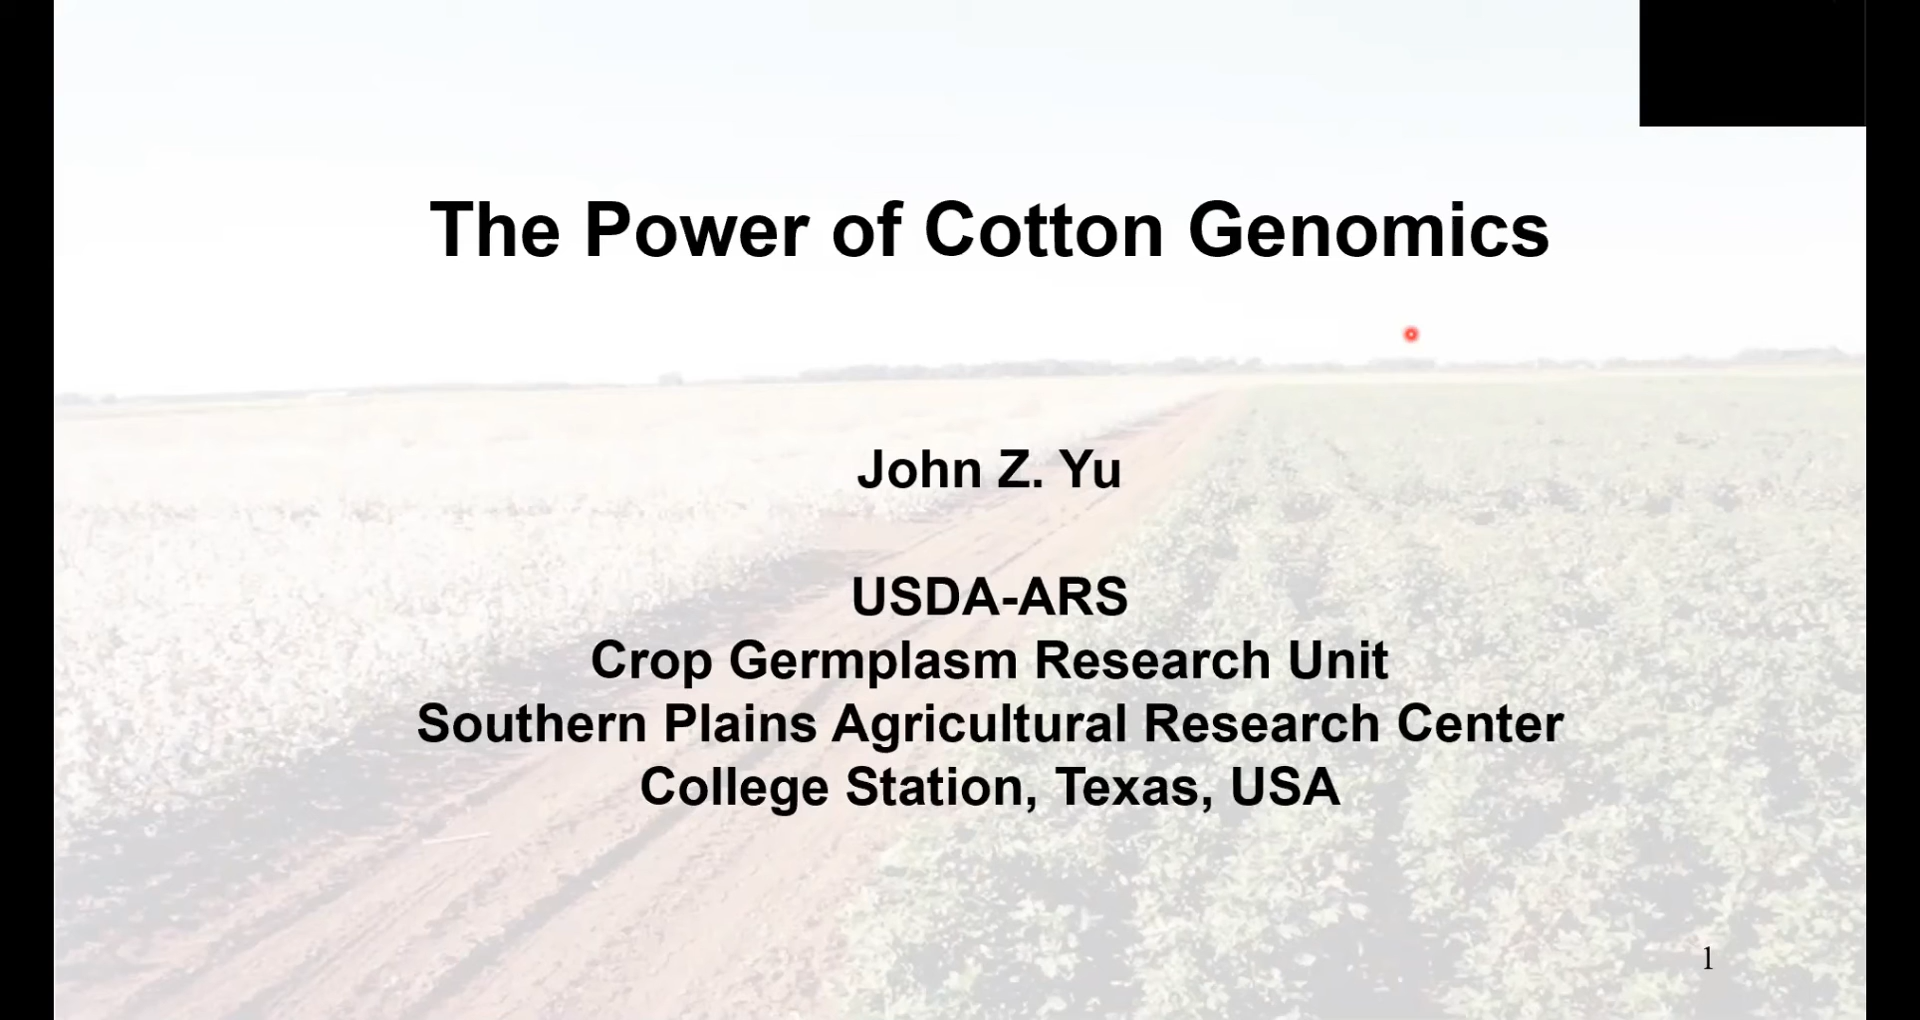 The Power of Cotton Genomics
John Z. Yu
USDA-ARS
Crop Germplasm Research Unit
Southern Plains Agricultural Research Center
College Station, Texas, USA
1